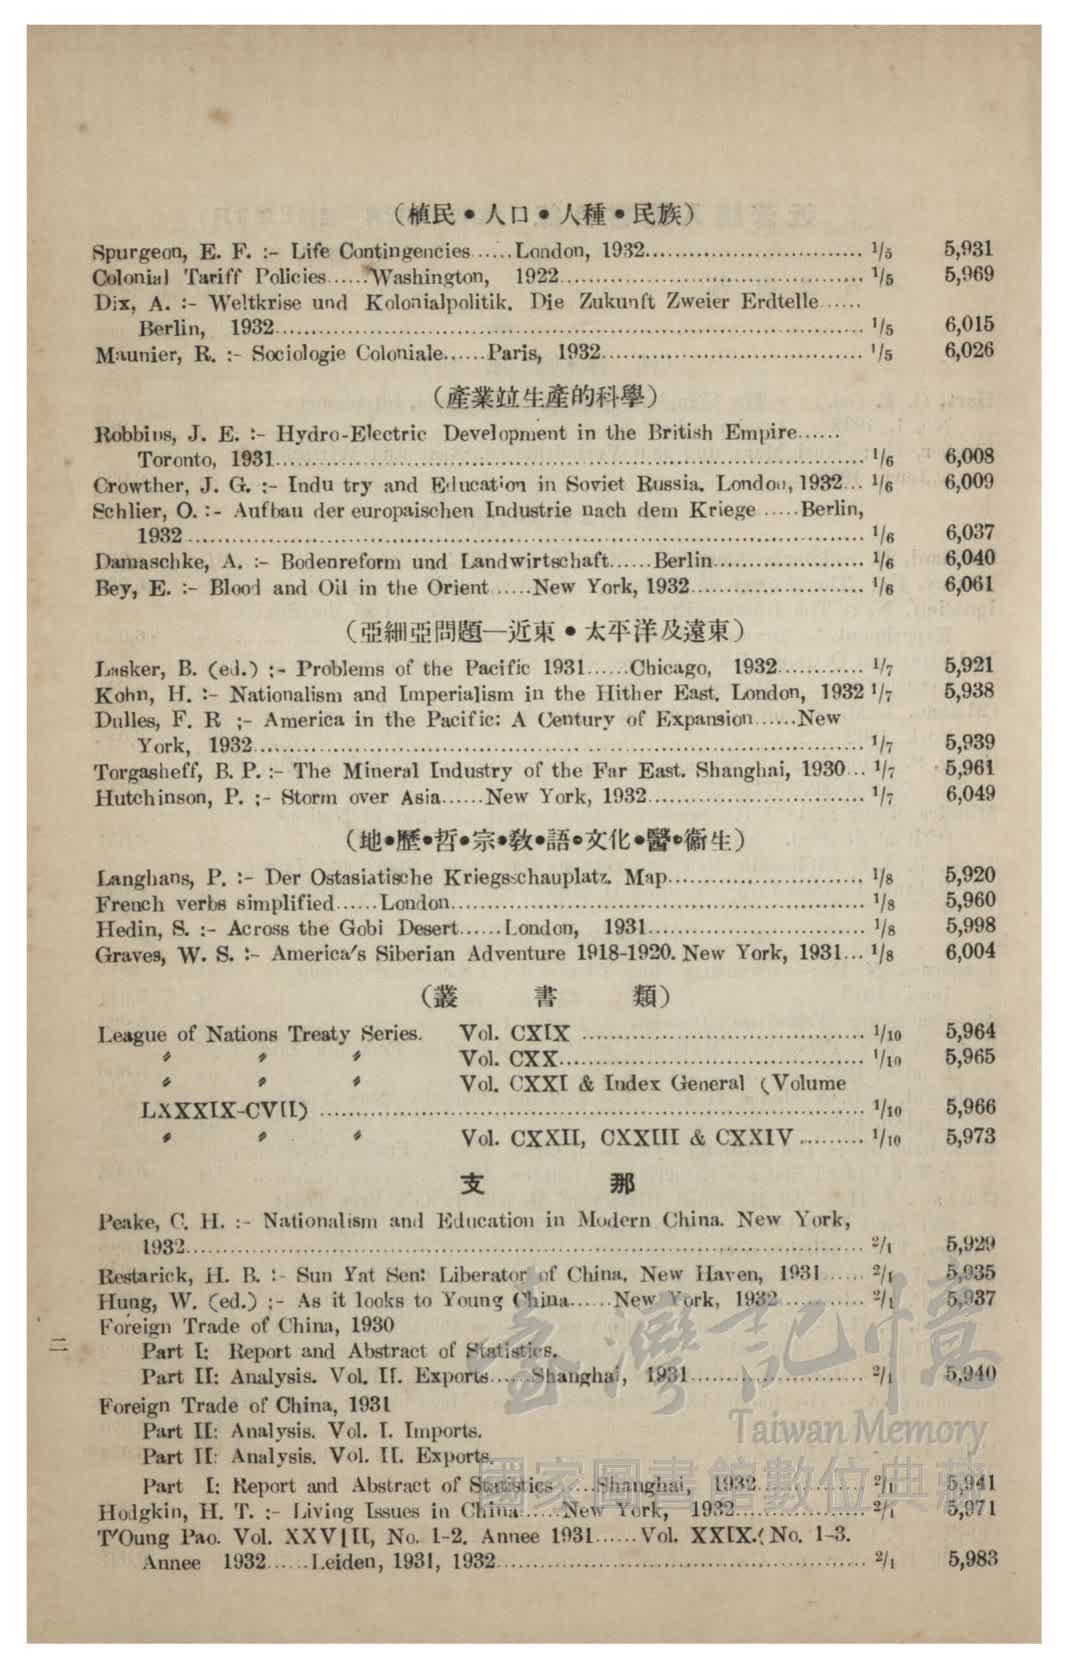 (植民・人口・人種・民族)
Spurgeon, E. F. :- Life Contingencies......London, 1932.............................. 1/5 5,931
Colonial Tariff Policies......Washington, 1922.............................. 1/5 5,969
Dix, A. :- Weltkrise und Kolonialpolitik. Die Zukunft Zweier Erdtelle......
Berlin, 1932.............................. 1/5 6,015
Maunier, R. :- Sociologie Coloniale......Paris, 1932.............................. 1/5 6,026
(產業竝生產的科學)
Robbins, J. E. :- Hydro-Electric Development in the British Empire......
Toronto, 1931.............................. 1/6 6,008
Crowther, J. G. :- Indu try and Education in Soviet Russia. London, 1932... 1/6 6,009
Schlier, O. :- Aufbau der europaischen Industrie nach dem Kriege .....Berlin,
1932 .............................. 1/6 6,037
Damaschke, A. :- Bodenreform und Landwirtschaft......Berlin..................... 1/6 6,040
Bey, E. :- Blood and Oil in the Orient......New York, 1932........................ 1/6 6,061
(亞細亞問題—近東・太平洋及遠東)
Lasker, B. (ed.) ;- Problems of the Pacific 1931......Chicago, 1932............ 1/7 5,921
Kohn, H. :- Nationalism and Imperialism in the Hither East. London, 1932 1/7 5,938
Dulles, F. R ;- America in the Pacific: A Century of Expansion......New
York, 1932.............................. 1/7 5,939
Torgasheff, B. P. :- The Mineral Industry of the Far East. Shanghai, 1930... 1/7 5,961
Hutchinson, P. ;- Storm over Asia......New York, 1932.............................. 1/7 6,049
(地・歷・哲・宗・敎・語・文化・醫・衞生)
Langhans, P. :- Der Ostasiatische Kriegsschauplatz. Map........................... 1/8 5,920
French verbs simplified......London.............................. 1/8 5,960
Hedin, S. :- Across the Gobi Desert......London, 1931.............................. 1/8 5,998
Graves, W. S. :- America's Siberian Adventure 1918-1920. New York, 1931... 1/8 6,004
(叢 書 類)
League of Nations Treaty Series. Vol. CXIX .............................. 1/10 5,964
〃 〃 〃 Vol. CXX.............................. 1/10 5,965
〃 〃 〃 Vol. CXXI & Index General (Volume
LXXXIX-CVII) .............................. 1/10 5,966
〃 〃 〃 Vol. CXXII, CXXIII & CXXIV ......... 1/10 5,973
支 那
Peake, C. H. :- Nationalism and Education in Modern China. New York,
1932.............................. 2/1 5,929
Restarick, H. B. :- Sun Yat Sen: Liberator of China. New Haven, 1931...... 2/1 5,935
Hung, W. (ed.) ;- As it looks to Young China......New York, 1932............ 2/1 5,937
Foreign Trade of China, 1930
Part I: Report and Abstract of Statistics.
Part II: Analysis. Vol. II. Exports......Shanghai, 1931........................ 2/1 5,940
Foreign Trade of China, 1931
Part II: Analysis. Vol. I. Imports.
Part II: Analysis. Vol. II. Exports.
Part I: Report and Abstract of Statistics......Shanghai, 1932............... 2/1 5,941
Hodgkin, H. T. :- Living Issues in China......New York, 1932.................. 2/1 5,971
T'Oung Pao. Vol. XXVIII, No. 1-2. Annee 1931......Vol. XXIX.(No. 1-3.
Annee 1932......Leiden, 1931, 1932.............................. 2/1 5,983
二
臺灣記憶
Taiwan Memory
國家圖書館數位典藏